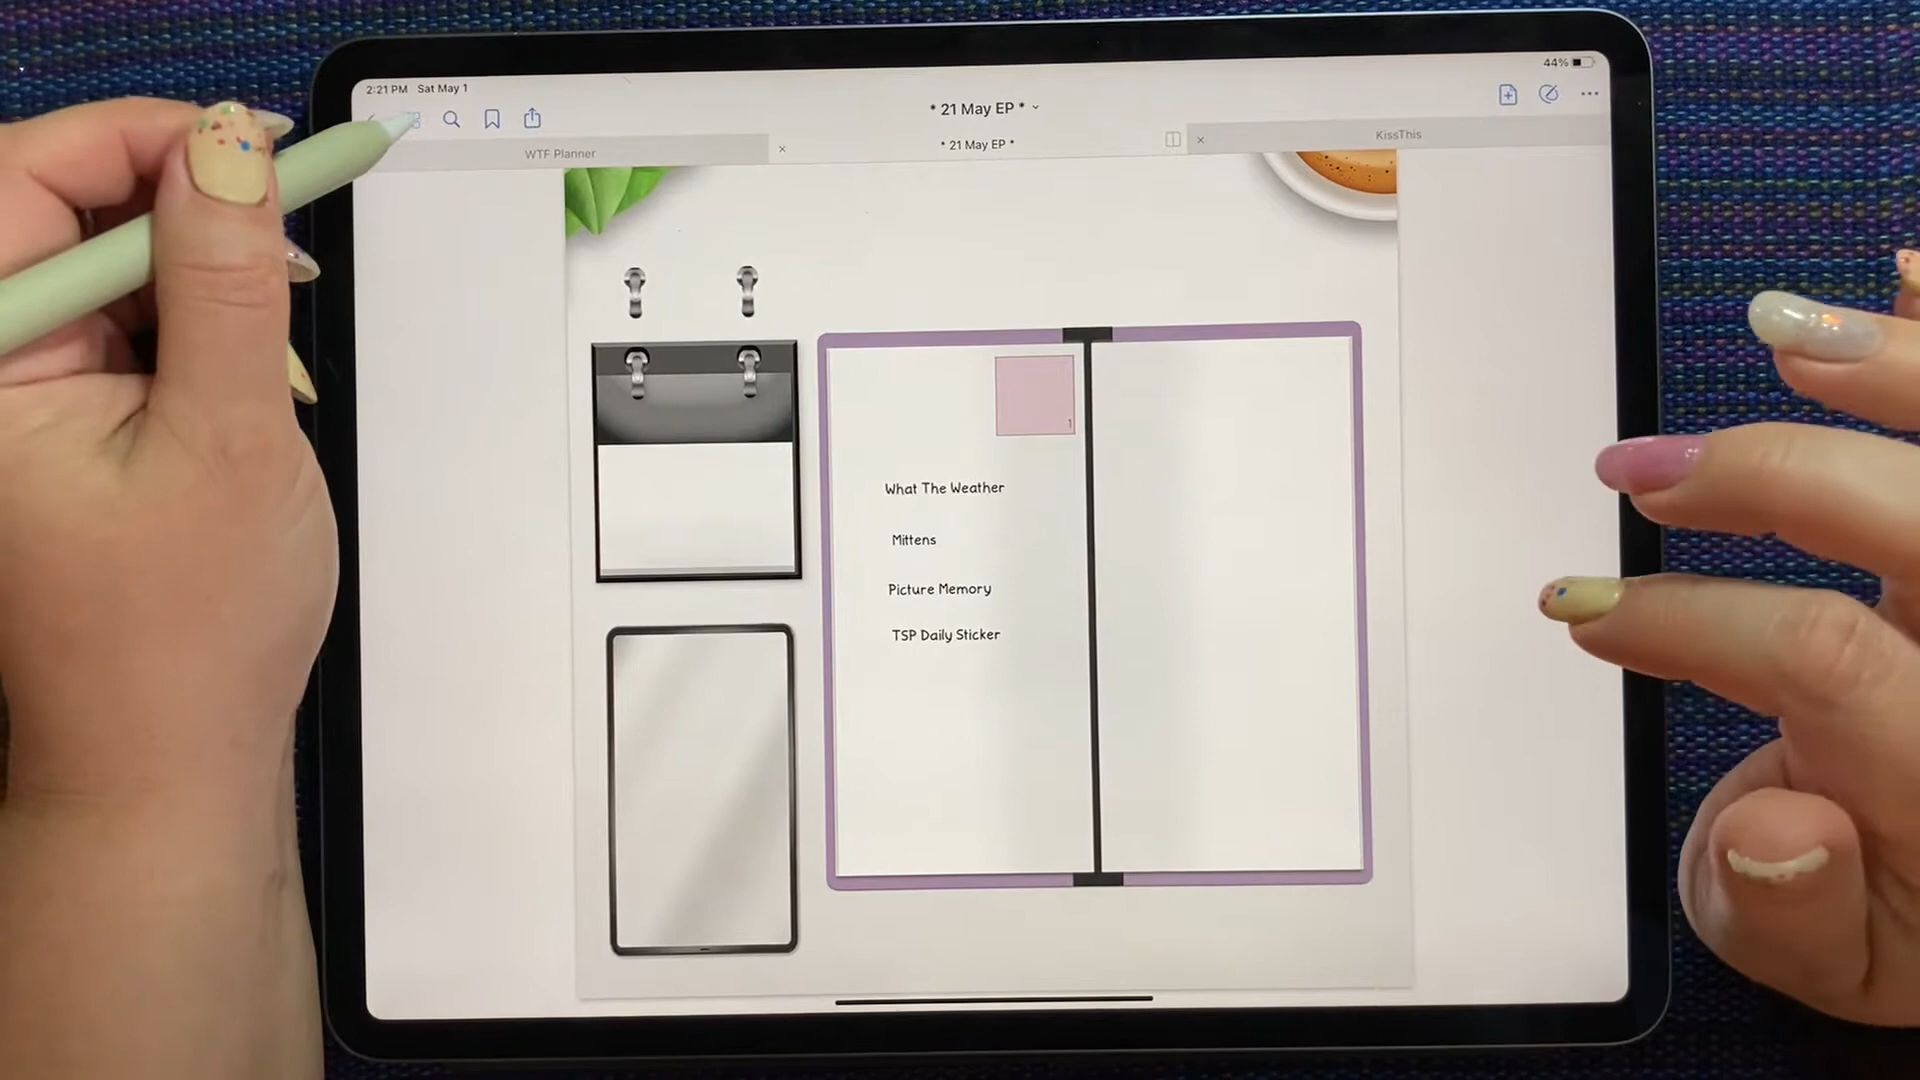 2:21 PM Sat May 1
44%
* 21 May EP *
WTF Planner
* 21 May EP *
KissThis
1
What The Weather
Mittens
Picture Memory
TSP Daily Sticker